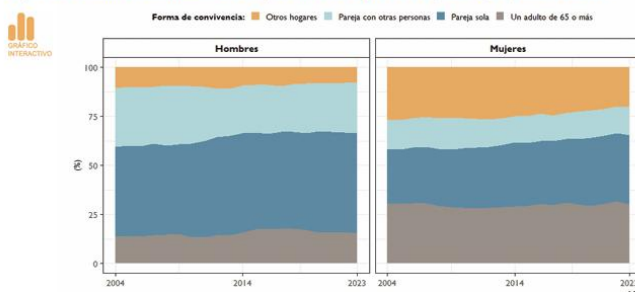 GRÁFICO
INTERACTIVO
Forma de convivencia: Otros hogares Pareja con otras personas Pareja sola Un adulto de 65 o más
Hombres
Mujeres
(%)
100
75
50
25
0
2004
2014
2023
2004
2014
2023